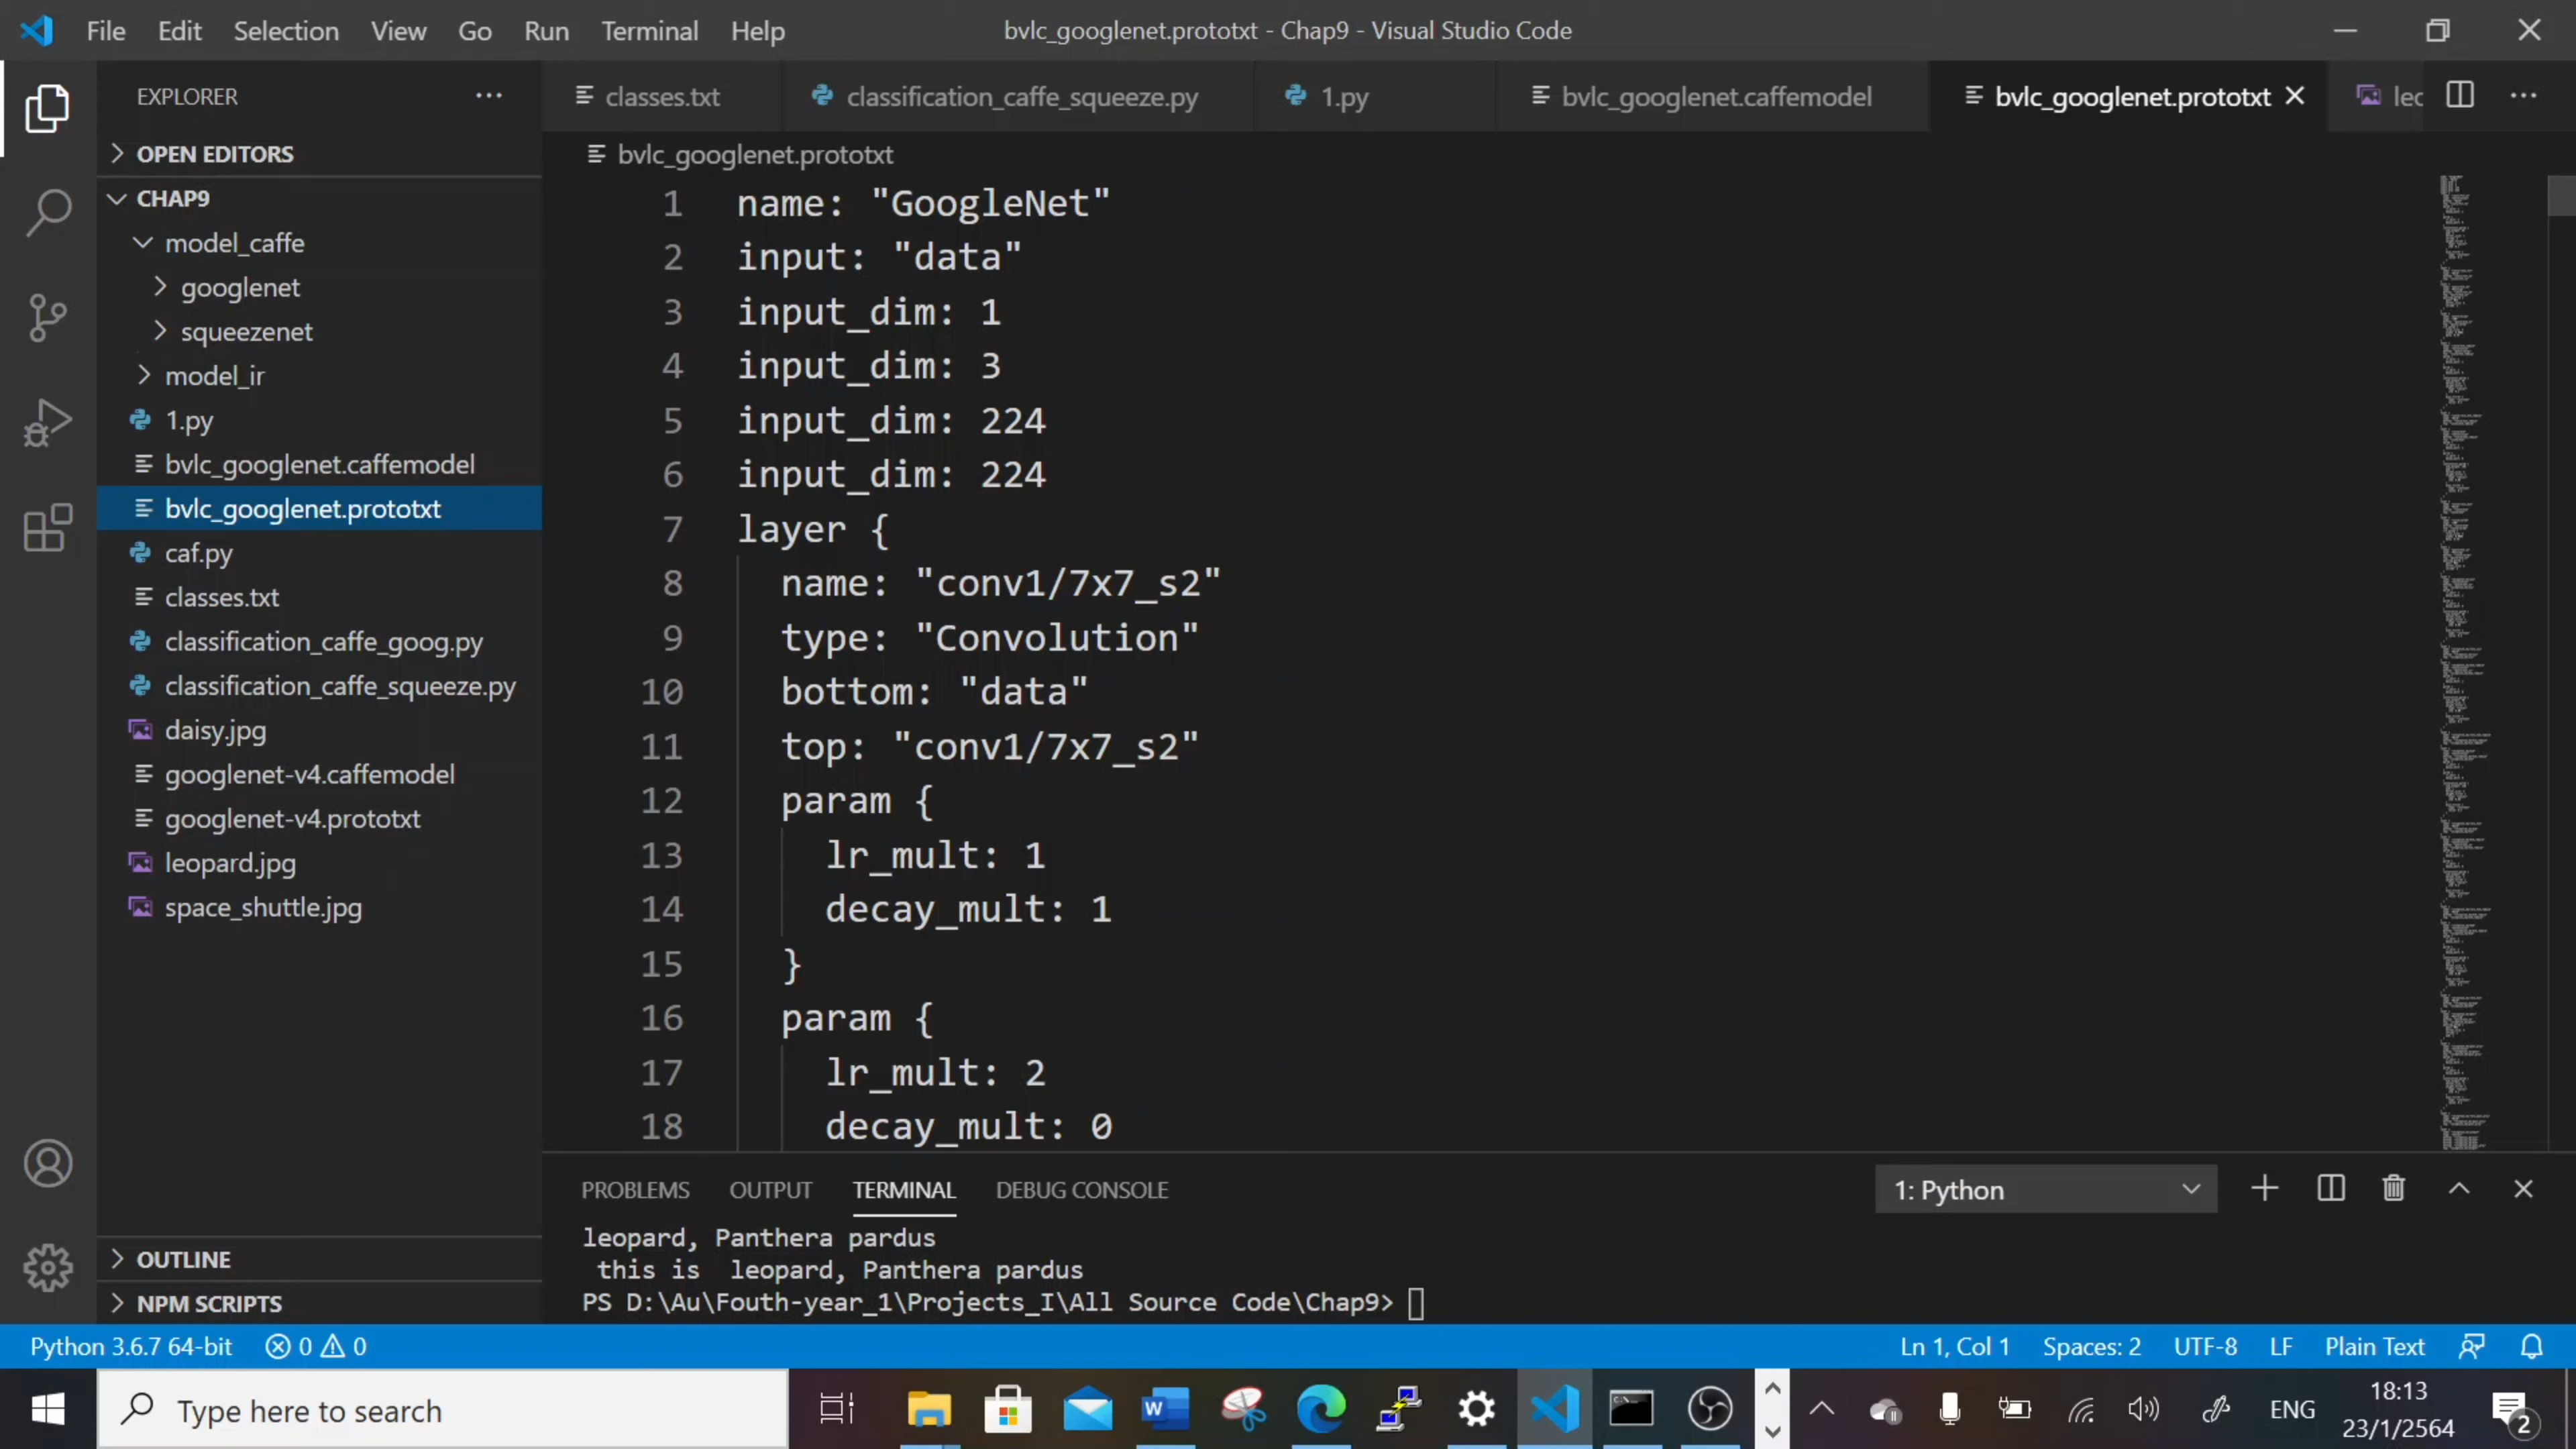 File Edit Selection View Go Run Terminal Help
bvlc_googlenet.prototxt - Chap9 - Visual Studio Code
EXPLORER
OPEN EDITORS
CHAP9
model_caffe
googlenet
squeezenet
model_ir
1.py
bvlc_googlenet.caffemodel
bvlc_googlenet.prototxt
caf.py
classes.txt
classification_caffe_goog.py
classification_caffe_squeeze.py
daisy.jpg
googlenet-v4.caffemodel
googlenet-v4.prototxt
leopard.jpg
space_shuttle.jpg
OUTLINE
NPM SCRIPTS
classes.txt classification_caffe_squeeze.py 1.py bvlc_googlenet.caffemodel bvlc_googlenet.prototxt leo
bvlc_googlenet.prototxt
1 name: "GoogleNet"
2 input: "data"
3 input_dim: 1
4 input_dim: 3
5 input_dim: 224
6 input_dim: 224
7 layer {
8 name: "conv1/7x7_s2"
9 type: "Convolution"
10 bottom: "data"
11 top: "conv1/7x7_s2"
12 param {
13 lr_mult: 1
14 decay_mult: 1
15 }
16 param {
17 lr_mult: 2
18 decay_mult: 0
PROBLEMS OUTPUT TERMINAL DEBUG CONSOLE 1: Python
leopard, Panthera pardus
this is  leopard, Panthera pardus
PS D:\Au\Fouth-year_1\Projects_I\All Source Code\Chap9>
Python 3.6.7 64-bit 0 0 Ln 1, Col 1 Spaces: 2 UTF-8 LF Plain Text
Type here to search
ENG
18:13
23/1/2564
2